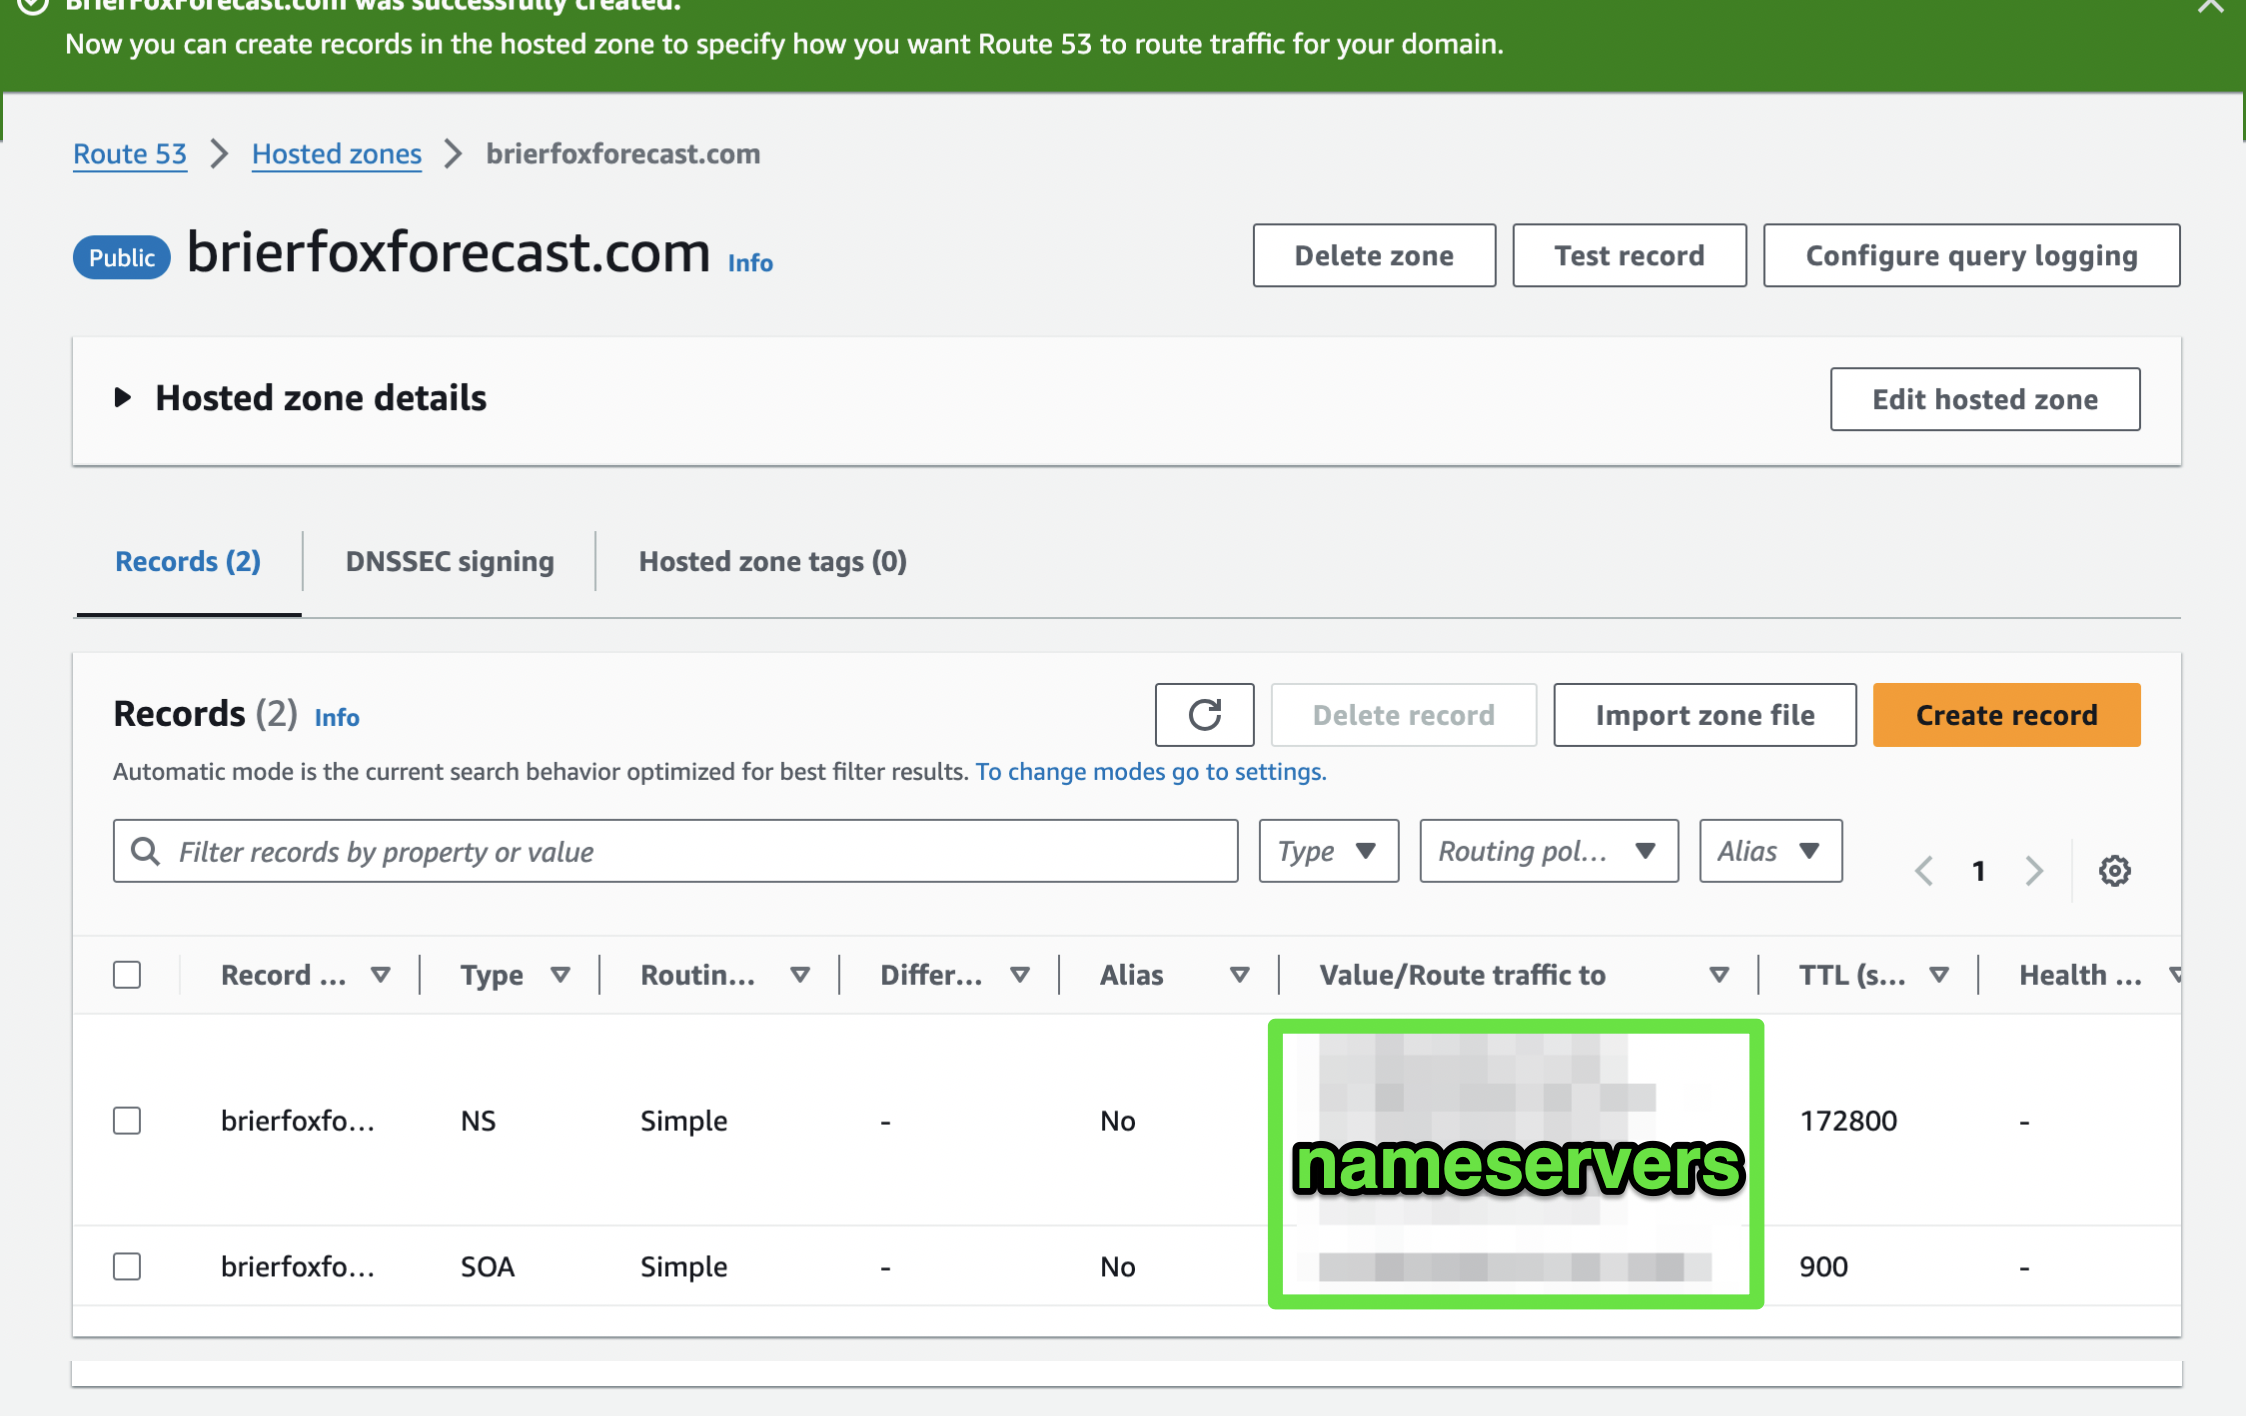 BrierFoxForecast.com was successfully created.
Now you can create records in the hosted zone to specify how you want Route 53 to route traffic for your domain.
Route 53 > Hosted zones > brierfoxforecast.com
Public brierfoxforecast.com Info
Delete zone Test record Configure query logging
Hosted zone details
Edit hosted zone
Records (2) DNSSEC signing Hosted zone tags (0)
Records (2) Info
Delete record Import zone file Create record
Automatic mode is the current search behavior optimized for best filter results. To change modes go to settings.
Filter records by property or value Type Routing pol... Alias 1
Record ... Type Routin... Differ... Alias Value/Route traffic to TTL (s... Health ...
brierfoxfo... NS Simple - No 172800 -
nameservers
brierfoxfo... SOA Simple - No 900 -